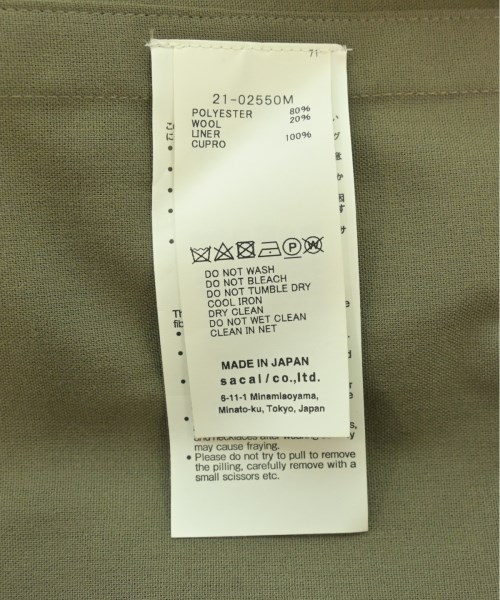 71
21-02550M
POLYESTER 80%
WOOL 20%
LINER
CUPRO 100%
DO NOT WASH
DO NOT BLEACH
DO NOT TUMBLE DRY
COOL IRON
DRY CLEAN
DO NOT WET CLEAN
CLEAN IN NET
MADE IN JAPAN
sacai/co.,ltd.
6-11-1 Minamiaoyama,
Minato-ku, Tokyo, Japan
may cause fraying.
• Please do not try to pull to remove
the pilling, carefully remove with a
small scissors etc.